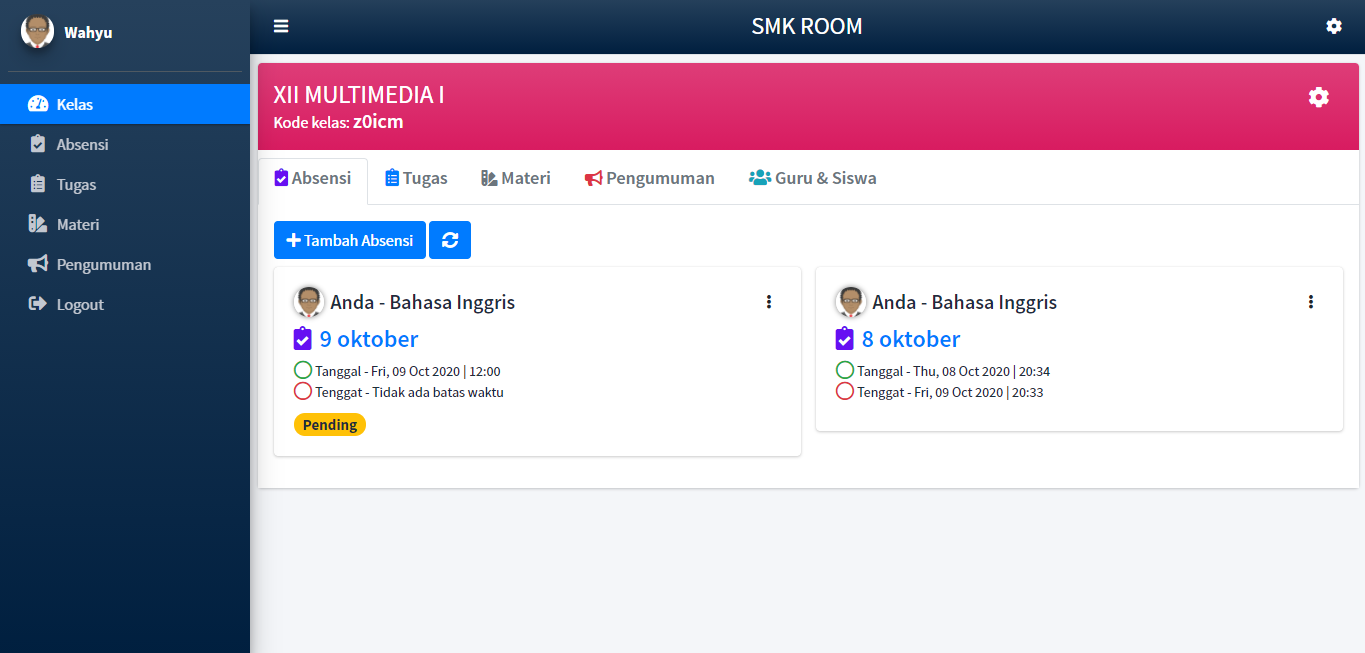 Wahyu
SMK ROOM
Kelas
Absensi
Tugas
Materi
Pengumuman
Logout
XII MULTIMEDIA I
Kode kelas: z0icm
Absensi Tugas Materi Pengumuman Guru & Siswa
Tambah Absensi
Anda - Bahasa Inggris
9 oktober
Tanggal - Fri, 09 Oct 2020 | 12:00
Tenggat - Tidak ada batas waktu
Pending
Anda - Bahasa Inggris
8 oktober
Tanggal - Thu, 08 Oct 2020 | 20:34
Tenggat - Fri, 09 Oct 2020 | 20:33